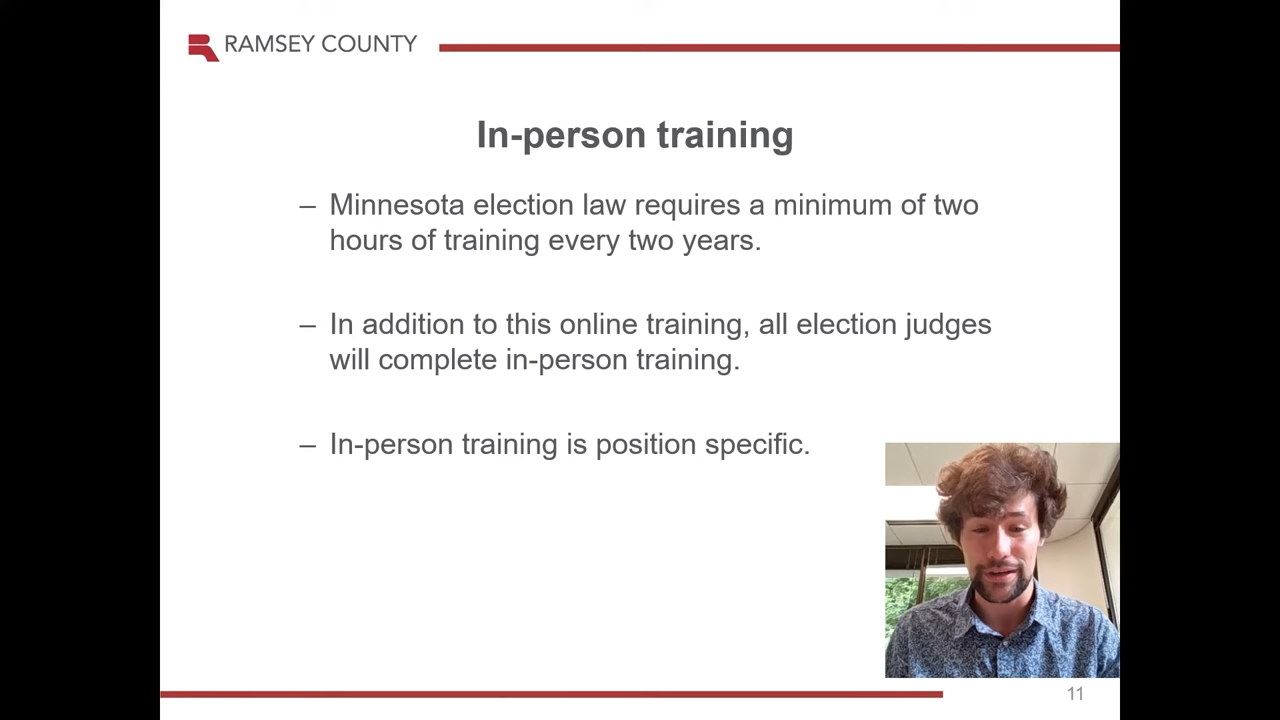 RAMSEY COUNTY
In-person training
– Minnesota election law requires a minimum of two
hours of training every two years.
– In addition to this online training, all election judges
will complete in-person training.
– In-person training is position specific.
11